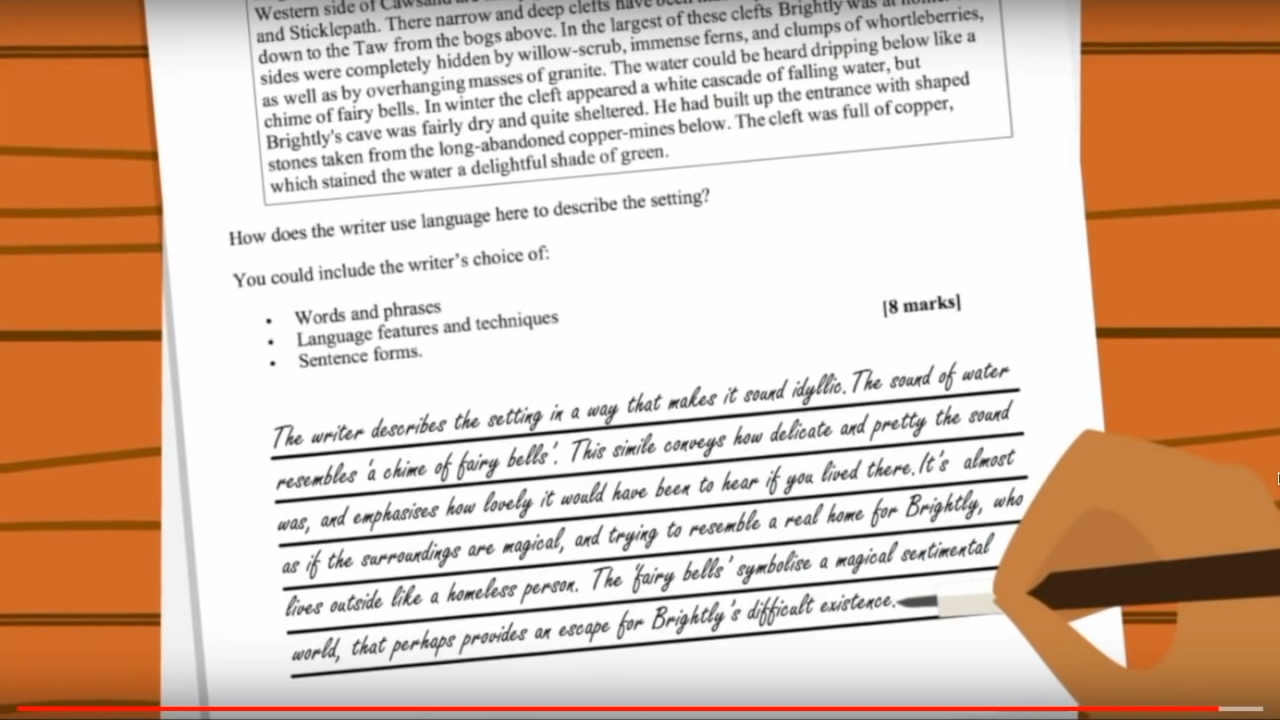 Western side of Cawsand are
and Sticklepath. There narrow and deep clefts have been
down to the Taw from the bogs above. In the largest of these clefts Brightly was at home.
sides were completely hidden by willow-scrub, immense ferns, and clumps of whortleberries,
as well as by overhanging masses of granite. The water could be heard dripping below like a
chime of fairy bells. In winter the cleft appeared a white cascade of falling water, but
Brightly's cave was fairly dry and quite sheltered. He had built up the entrance with shaped
stones taken from the long-abandoned copper-mines below. The cleft was full of copper,
which stained the water a delightful shade of green.
How does the writer use language here to describe the setting?
You could include the writer's choice of:
• Words and phrases
• Language features and techniques
• Sentence forms.
[8 marks]
The writer describes the setting in a way that makes it sound idyllic. The sound of water
resembles 'a chime of fairy bells'. This simile conveys how delicate and pretty the sound
was, and emphasises how lovely it would have been to hear if you lived there. It's almost
as if the surroundings are magical, and trying to resemble a real home for Brightly, who
lives outside like a homeless person. The 'fairy bells' symbolise a magical sentimental
world, that perhaps provides an escape for Brightly's difficult existence.